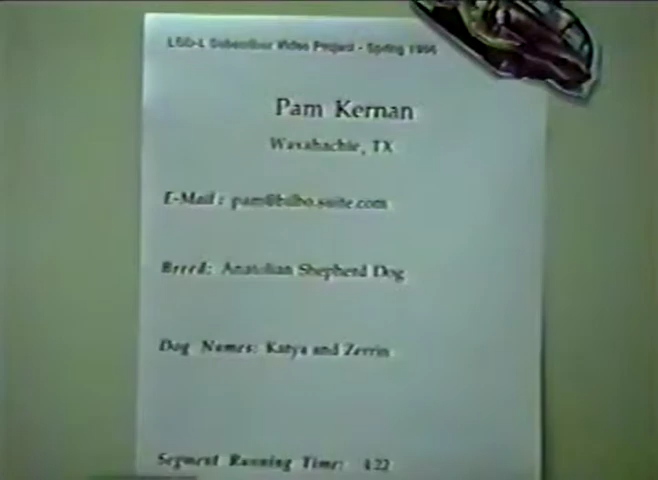 LGD-L Subscriber Video Project - Spring 1996
Pam Kernan
Waxahachie, TX
E-Mail: pam@bilbo.suite.com
Breed: Anatolian Shepherd Dog
Dog Names: Katya and Zerrin
Segment Running Time: 4:22